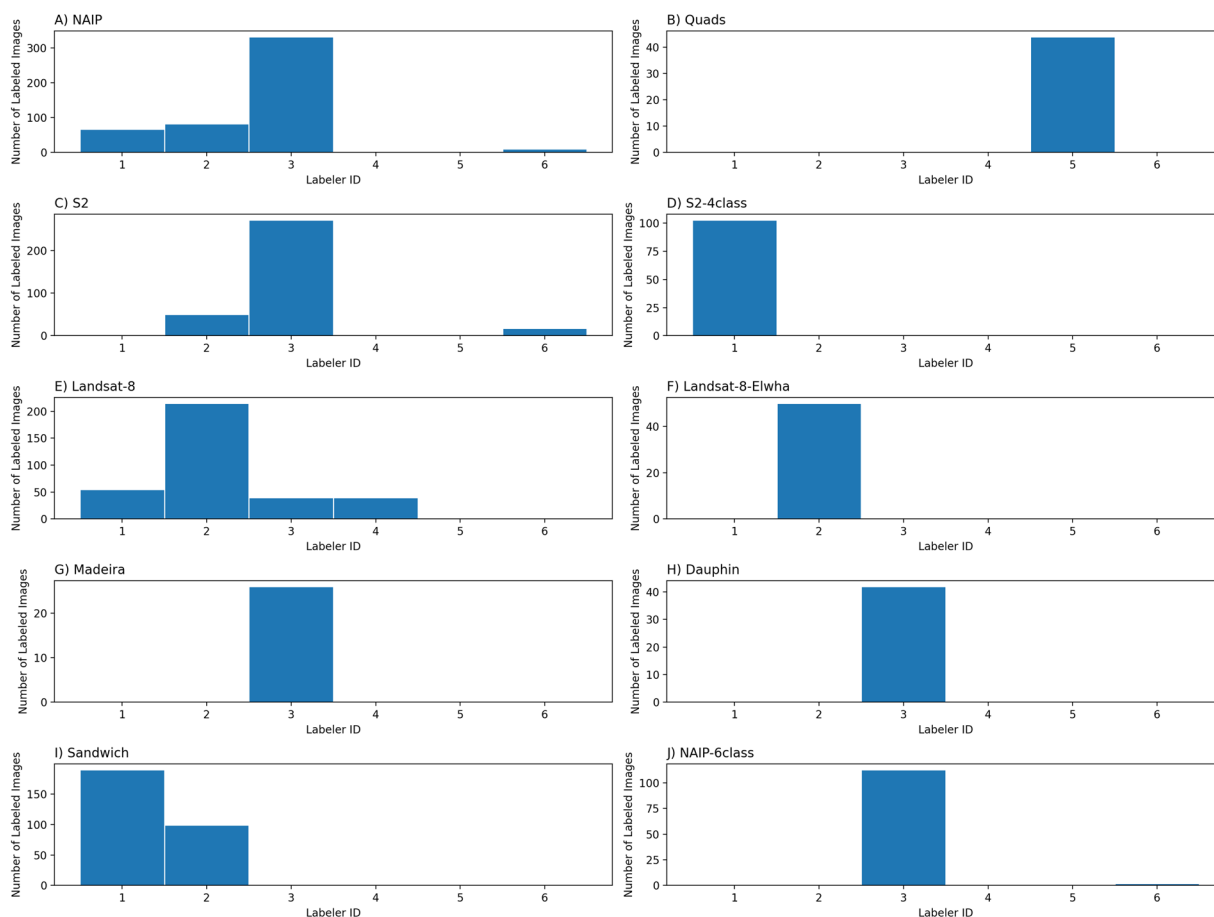 A) NAIP
Number of Labeled Images
300
200
100
0
1 2 3 4 5 6
Labeler ID
B) Quads
Number of Labeled Images
40
30
20
10
0
1 2 3 4 5 6
Labeler ID
C) S2
Number of Labeled Images
200
100
0
1 2 3 4 5 6
Labeler ID
D) S2-4class
Number of Labeled Images
100
75
50
25
0
1 2 3 4 5 6
Labeler ID
E) Landsat-8
Number of Labeled Images
200
150
100
50
0
1 2 3 4 5 6
Labeler ID
F) Landsat-8-Elwha
Number of Labeled Images
40
20
0
1 2 3 4 5 6
Labeler ID
G) Madeira
Number of Labeled Images
20
10
0
1 2 3 4 5 6
Labeler ID
H) Dauphin
Number of Labeled Images
40
30
20
10
0
1 2 3 4 5 6
Labeler ID
I) Sandwich
Number of Labeled Images
150
100
50
0
1 2 3 4 5 6
Labeler ID
J) NAIP-6class
Number of Labeled Images
100
75
50
25
0
1 2 3 4 5 6
Labeler ID